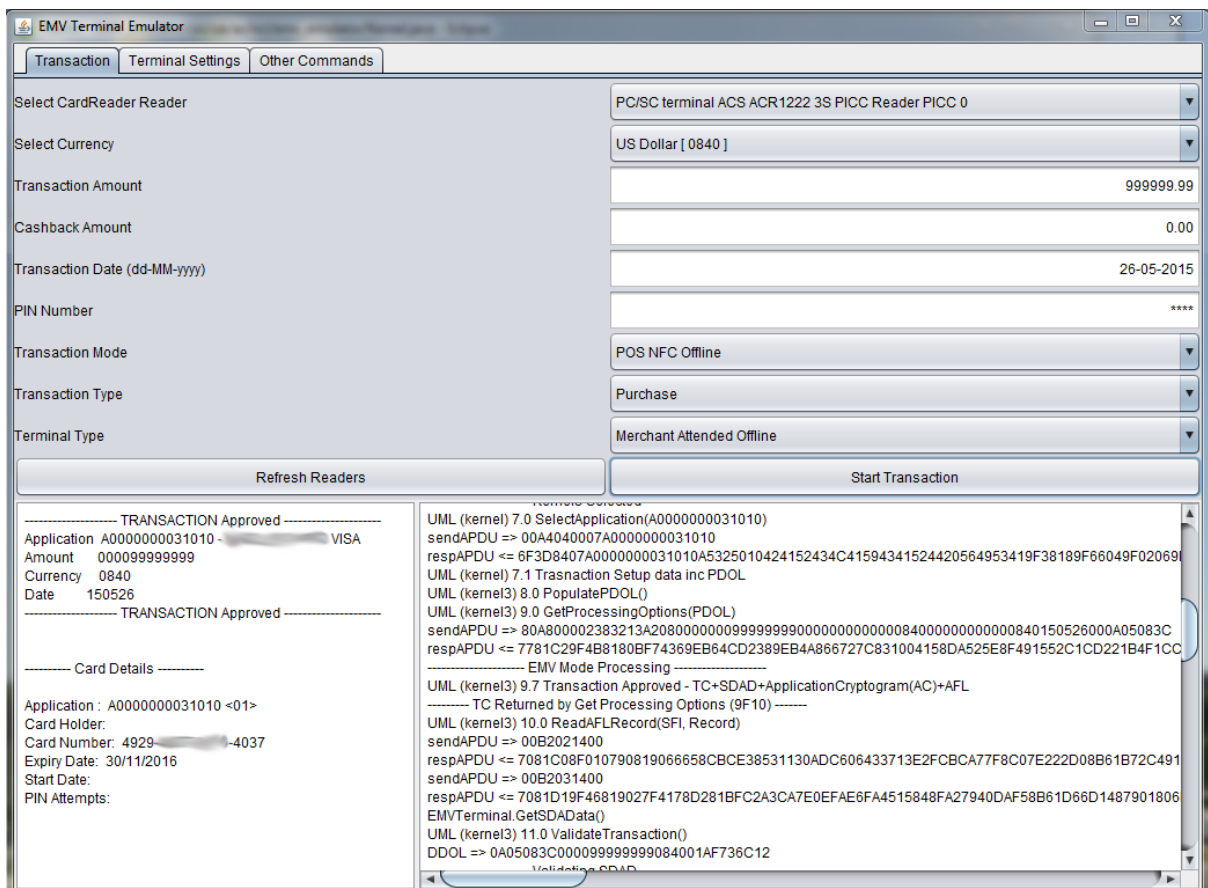 EMV Terminal Emulator
Transaction Terminal Settings Other Commands
Select CardReader Reader PC/SC terminal ACS ACR1222 3S PICC Reader PICC 0
Select Currency US Dollar [ 0840 ]
Transaction Amount 999999.99
Cashback Amount 0.00
Transaction Date (dd-MM-yyyy) 26-05-2015
PIN Number ****
Transaction Mode POS NFC Offline
Transaction Type Purchase
Terminal Type Merchant Attended Offline
Refresh Readers Start Transaction
-------------------- TRANSACTION Approved ---------------------
Application A0000000031010 - VISA
Amount 000099999999
Currency 0840
Date 150526
-------------------- TRANSACTION Approved ---------------------
---------- Card Details ----------
Application : A0000000031010 <01>
Card Holder:
Card Number: 4929- -4037
Expiry Date: 30/11/2016
Start Date:
PIN Attempts:
Kernels Selected
UML (kernel) 7.0 SelectApplication(A0000000031010)
sendAPDU => 00A4040007A0000000031010
respAPDU <= 6F3D8407A0000000031010A5325010424152434C415943415244205649534​19F38189F66049F02069
UML (kernel) 7.1 Trasnaction Setup data inc PDOL
UML (kernel3) 8.0 PopulatePDOL()
UML (kernel3) 9.0 GetProcessingOptions(PDOL)
sendAPDU => 80A800002383213A20800000009999999900000000000008400000000000840150526000A05083C
respAPDU <= 7781C29F4B8180BF74369EB64CD2389EB4A866727C831004158DA525E8F491552C1CD221B4F1CC
--------------------- EMV Mode Processing --------------------
UML (kernel3) 9.7 Transaction Approved - TC+SDAD+ApplicationCryptogram(AC)+AFL
--------- TC Returned by Get Processing Options (9F10) -------
UML (kernel3) 10.0 ReadAFLRecord(SFI, Record)
sendAPDU => 00B2021400
respAPDU <= 7081C08F010790819066658CBCE38531130ADC606433713E2FCBCA77F8C07E222D08B61B72C491
sendAPDU => 00B2031400
respAPDU <= 7081D19F46819027F4178D281BFC2A3CA7E0EFAE6FA4515848FA27940DAF58B61D66D1487901806
EMVTerminal.GetSDAData()
UML (kernel3) 11.0 ValidateTransaction()
DDOL => 0A05083C000099999999084001AF736C12
Validating SDAD